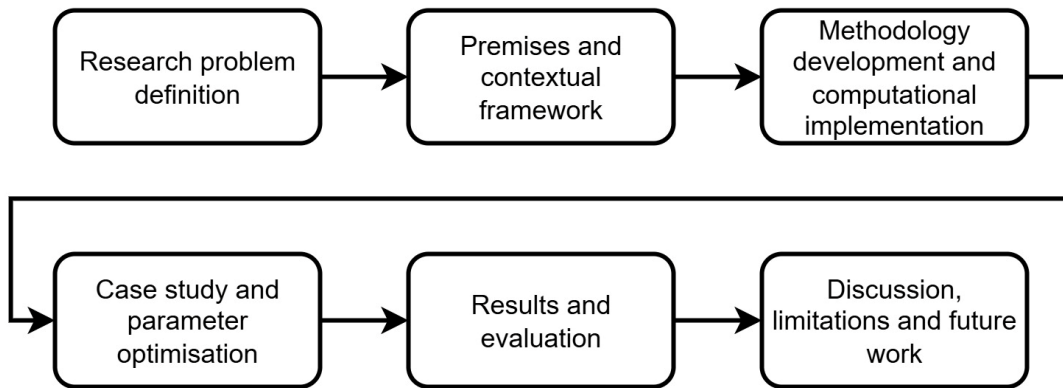 Research problem
definition
Premises and
contextual
framework
Methodology
development and
computational
implementation
Case study and
parameter
optimisation
Results and
evaluation
Discussion,
limitations and future
work